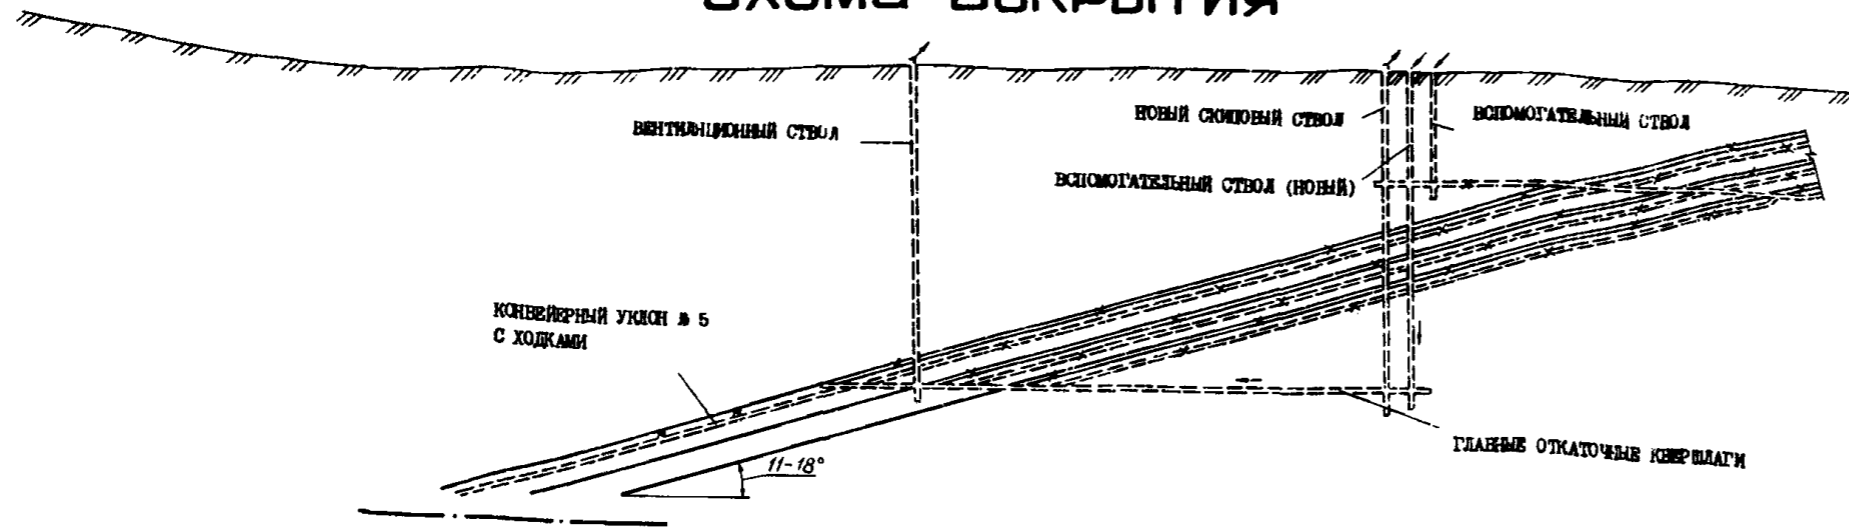 СХЕМА ВСКРЫТИЯ
ВЕНТИЛЯЦИОННЫЙ СТВОЛ
НОВЫЙ СКИПОВЫЙ СТВОЛ
ВСПОМОГАТЕЛЬНЫЙ СТВОЛ
ВСПОМОГАТЕЛЬНЫЙ СТВОЛ (НОВЫЙ)
КОНВЕЙЕРНЫЙ УКЛОН № 5
С ХОДКАМИ
ГЛАВНЫЕ ОТКАТОЧНЫЕ КВЕРШЛАГИ
11-18°